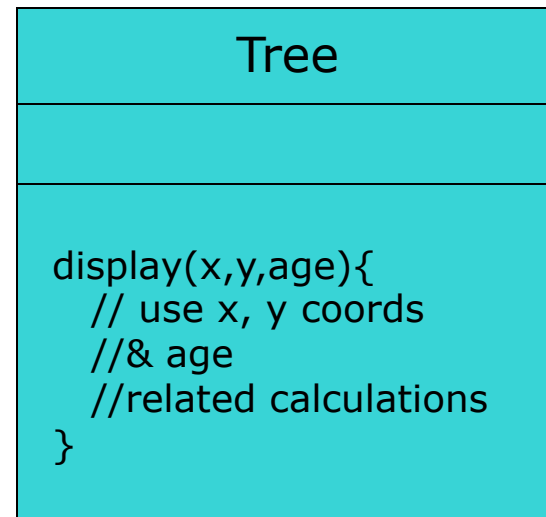 Tree
display(x,y,age){
// use x, y coords
//& age
//related calculations
}